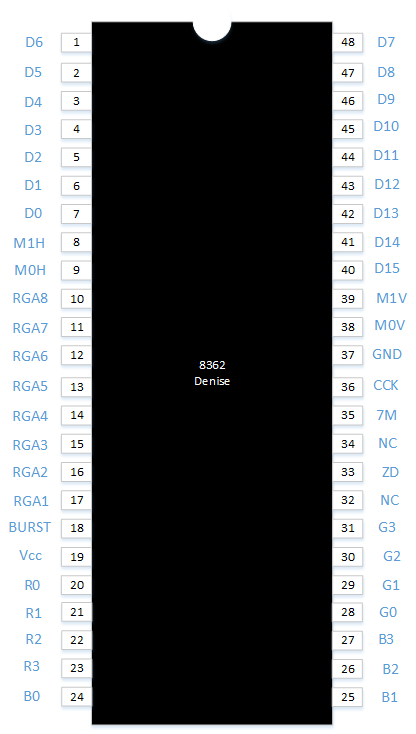 D6 1 48 D7
D5 2 47 D8
D4 3 46 D9
D3 4 45 D10
D2 5 44 D11
D1 6 43 D12
D0 7 42 D13
M1H 8 41 D14
M0H 9 40 D15
RGA8 10 39 M1V
RGA7 11 38 M0V
RGA6 12 37 GND
8362
Denise
RGA5 13 36 CCK
RGA4 14 35 7M
RGA3 15 34 NC
RGA2 16 33 ZD
RGA1 17 32 NC
BURST 18 31 G3
Vcc 19 30 G2
R0 20 29 G1
R1 21 28 G0
R2 22 27 B3
R3 23 26 B2
B0 24 25 B1